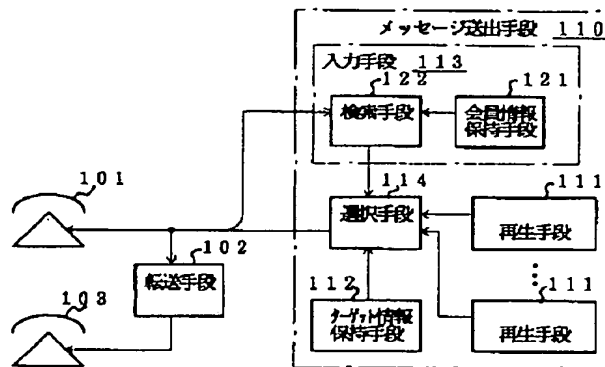 メッセージ送出手段 110
入力手段 113
122
121
検索手段
会員情報
保持手段
101
114
111
選択手段
再生手段
102
転送手段
112
111
103
ターゲット情報
保持手段
再生手段